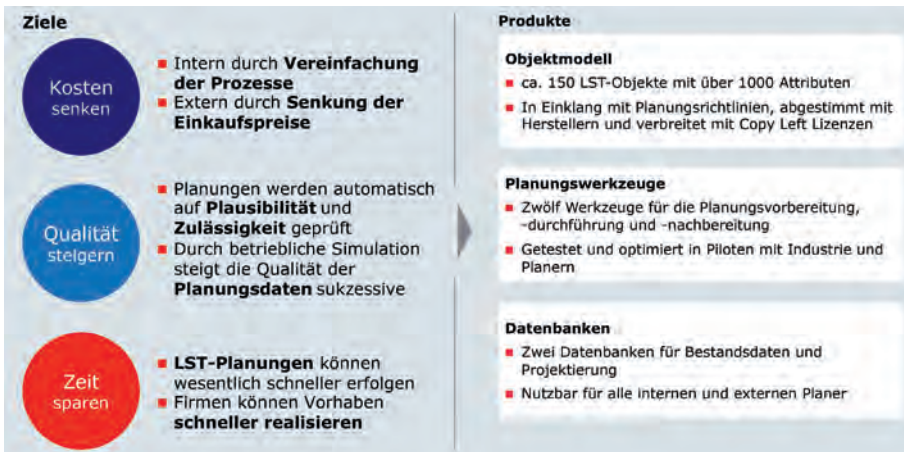 Ziele
Kosten
senken
Intern durch Vereinfachung
der Prozesse
Extern durch Senkung der
Einkaufspreise
Qualität
steigern
Planungen werden automatisch
auf Plausibilität und
Zulässigkeit geprüft
Durch betriebliche Simulation
steigt die Qualität der
Planungsdaten sukzessive
Zeit
sparen
LST-Planungen können
wesentlich schneller erfolgen
Firmen können Vorhaben
schneller realisieren
Produkte
Objektmodell
ca. 150 LST-Objekte mit über 1000 Attributen
In Einklang mit Planungsrichtlinien, abgestimmt mit
Herstellern und verbreitet mit Copy Left Lizenzen
Planungswerkzeuge
Zwölf Werkzeuge für die Planungsvorbereitung,
-durchführung und -nachbereitung
Getestet und optimiert in Piloten mit Industrie und
Planern
Datenbanken
Zwei Datenbanken für Bestandsdaten und
Projektierung
Nutzbar für alle internen und externen Planer